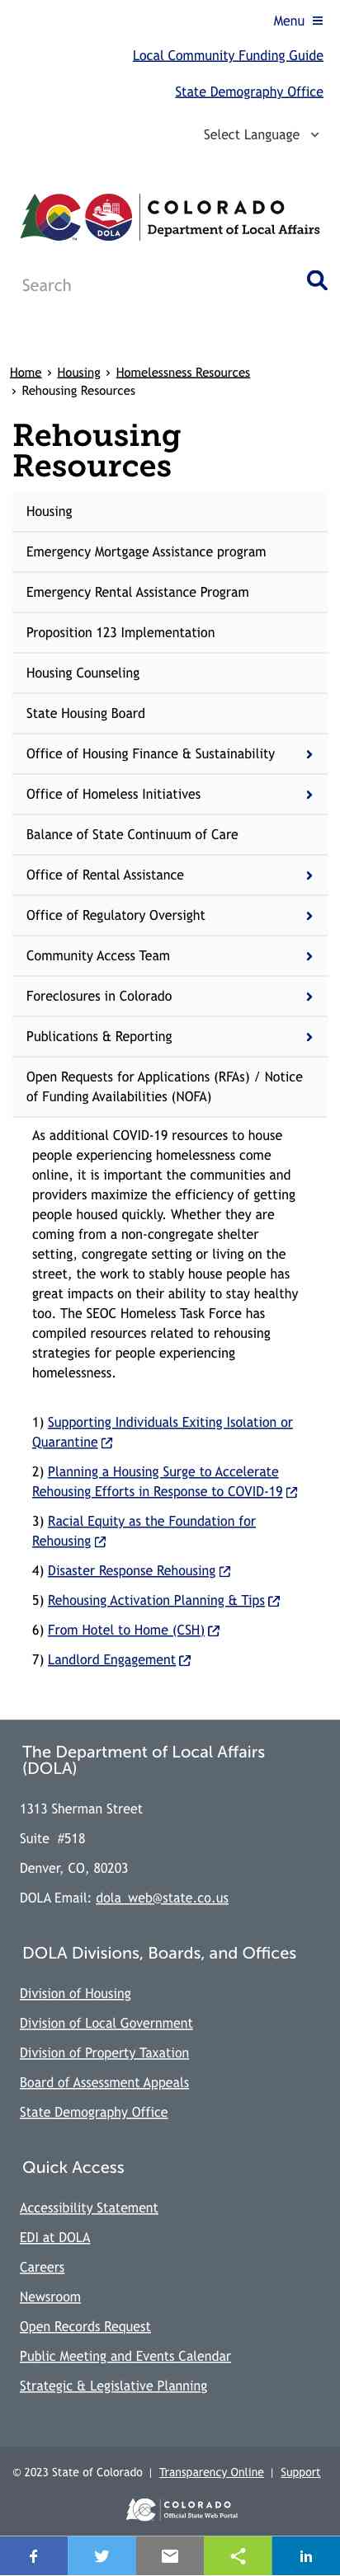 Menu
Local Community Funding Guide
State Demography Office
Select Language
COLORADO
Department of Local Affairs
DOLA
Search
Home › Housing › Homelessness Resources
› Rehousing Resources
Rehousing
Resources
Housing
Emergency Mortgage Assistance program
Emergency Rental Assistance Program
Proposition 123 Implementation
Housing Counseling
State Housing Board
Office of Housing Finance & Sustainability
Office of Homeless Initiatives
Balance of State Continuum of Care
Office of Rental Assistance
Office of Regulatory Oversight
Community Access Team
Foreclosures in Colorado
Publications & Reporting
Open Requests for Applications (RFAs) / Notice
of Funding Availabilities (NOFA)
As additional COVID-19 resources to house
people experiencing homelessness come
online, it is important the communities and
providers maximize the efficiency of getting
people housed quickly. Whether they are
coming from a non-congregate shelter
setting, congregate setting or living on the
street, the work to stably house people has
great impacts on their ability to stay healthy
too. The SEOC Homeless Task Force has
compiled resources related to rehousing
strategies for people experiencing
homelessness.
1) Supporting Individuals Exiting Isolation or
Quarantine
2) Planning a Housing Surge to Accelerate
Rehousing Efforts in Response to COVID-19
3) Racial Equity as the Foundation for
Rehousing
4) Disaster Response Rehousing
5) Rehousing Activation Planning & Tips
6) From Hotel to Home (CSH)
7) Landlord Engagement
The Department of Local Affairs
(DOLA)
1313 Sherman Street
Suite #518
Denver, CO, 80203
DOLA Email: dola_web@state.co.us
DOLA Divisions, Boards, and Offices
Division of Housing
Division of Local Government
Division of Property Taxation
Board of Assessment Appeals
State Demography Office
Quick Access
Accessibility Statement
EDI at DOLA
Careers
Newsroom
Open Records Request
Public Meeting and Events Calendar
Strategic & Legislative Planning
© 2023 State of Colorado | Transparency Online | Support
COLORADO
Official State Web Portal